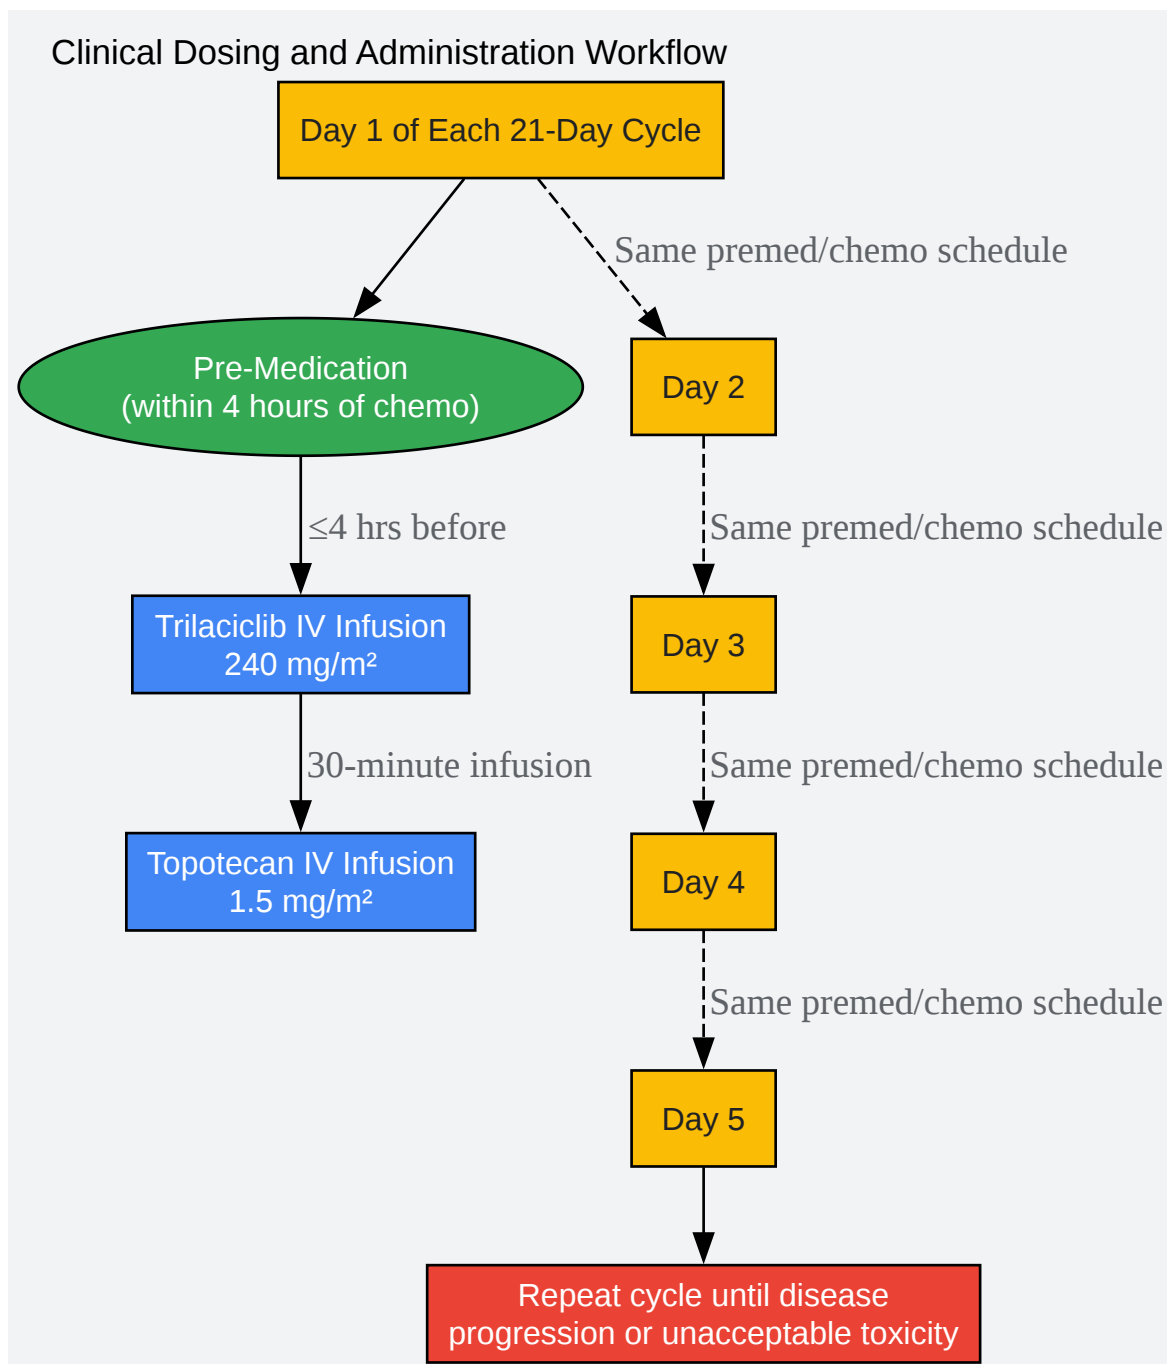 Clinical Dosing and Administration Workflow
Day 1 of Each 21-Day Cycle
Same premed/chemo schedule
Pre-Medication
(within 4 hours of chemo)
Day 2
≤4 hrs before
Same premed/chemo schedule
Trilaciclib IV Infusion
240 mg/m²
Day 3
30-minute infusion
Same premed/chemo schedule
Topotecan IV Infusion
1.5 mg/m²
Day 4
Same premed/chemo schedule
Day 5
Repeat cycle until disease
progression or unacceptable toxicity